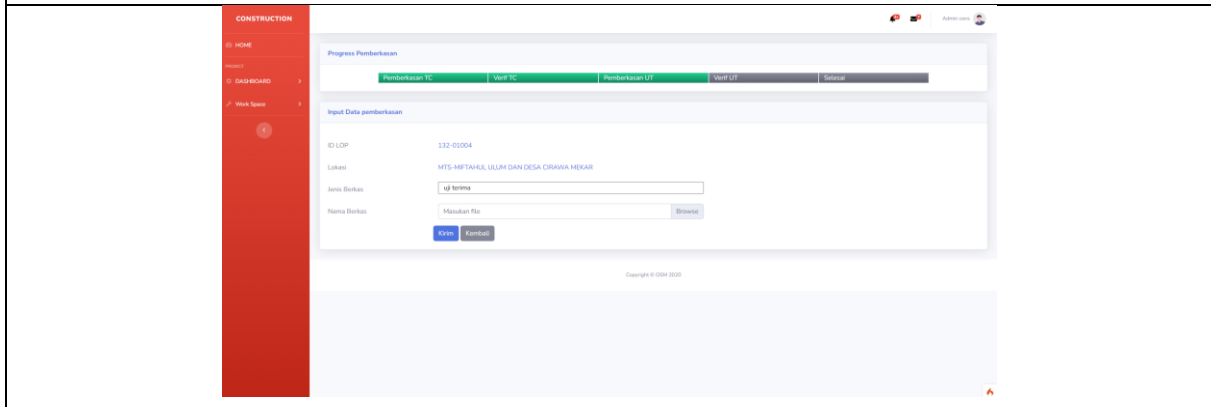 CONSTRUCTION
Admin cons
HOME
PROJECT
DASHBOARD
Work Space
Progress Pemberkasan
Pemberkasan TC
Verif TC
Pemberkasan UT
Verif UT
Selesai
Input Data pemberkasan
ID LOP 132-01004
Lokasi MTS-MIFTAHUL ULUM DAN DESA CIRAWA MEKAR
Jenis Berkas uji terima
Nama Berkas Masukan file Browse
Kirim Kembali
Copyright © OSM 2020